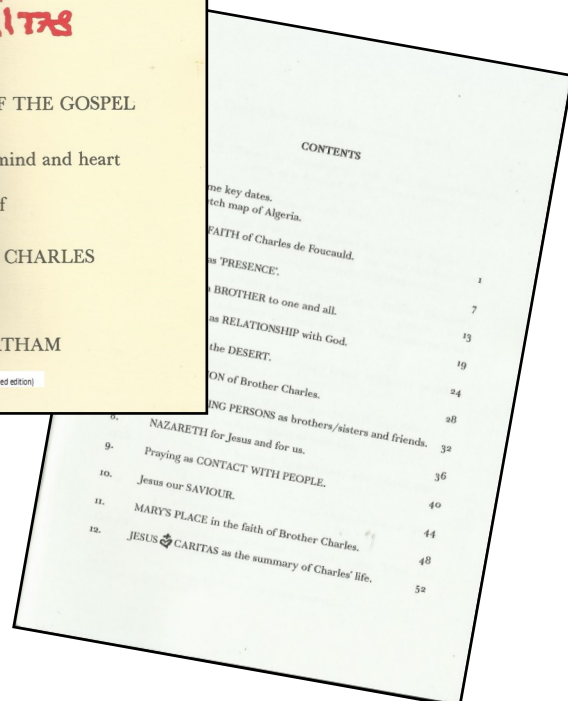 1773
F THE GOSPEL
mind and heart
f
CHARLES
THAM
ed edition)
CONTENTS
me key dates.
tch map of Algeria.
FAITH of Charles de Foucauld. 1
as 'PRESENCE'. 7
BROTHER to one and all. 13
as RELATIONSHIP with God. 19
the DESERT. 24
ION of Brother Charles. 28
ING PERSONS as brothers/sisters and friends. 32
8. NAZARETH for Jesus and for us. 36
9. Praying as CONTACT WITH PEOPLE. 40
10. Jesus our SAVIOUR. 44
11. MARY'S PLACE in the faith of Brother Charles. 48
12. JESUS CARITAS as the summary of Charles' life. 52